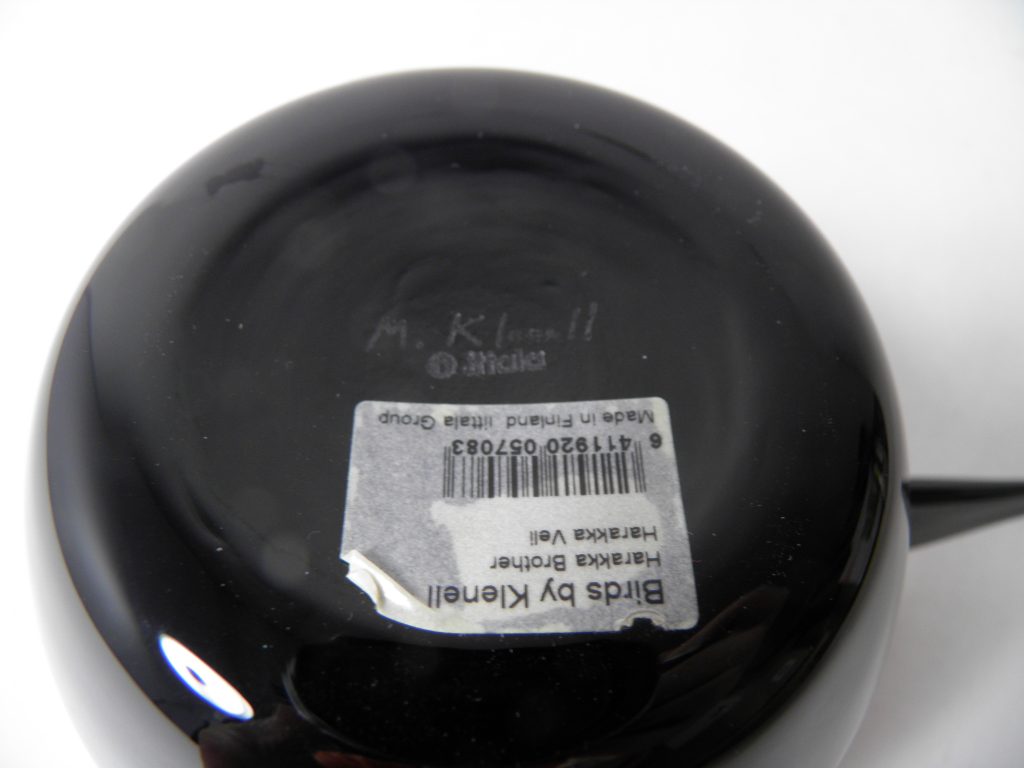 M. Klenell
iittala
Birds by Klenell
Harakka Brother
Harakka Veli
6 411920 057083
Made in Finland iittala Group